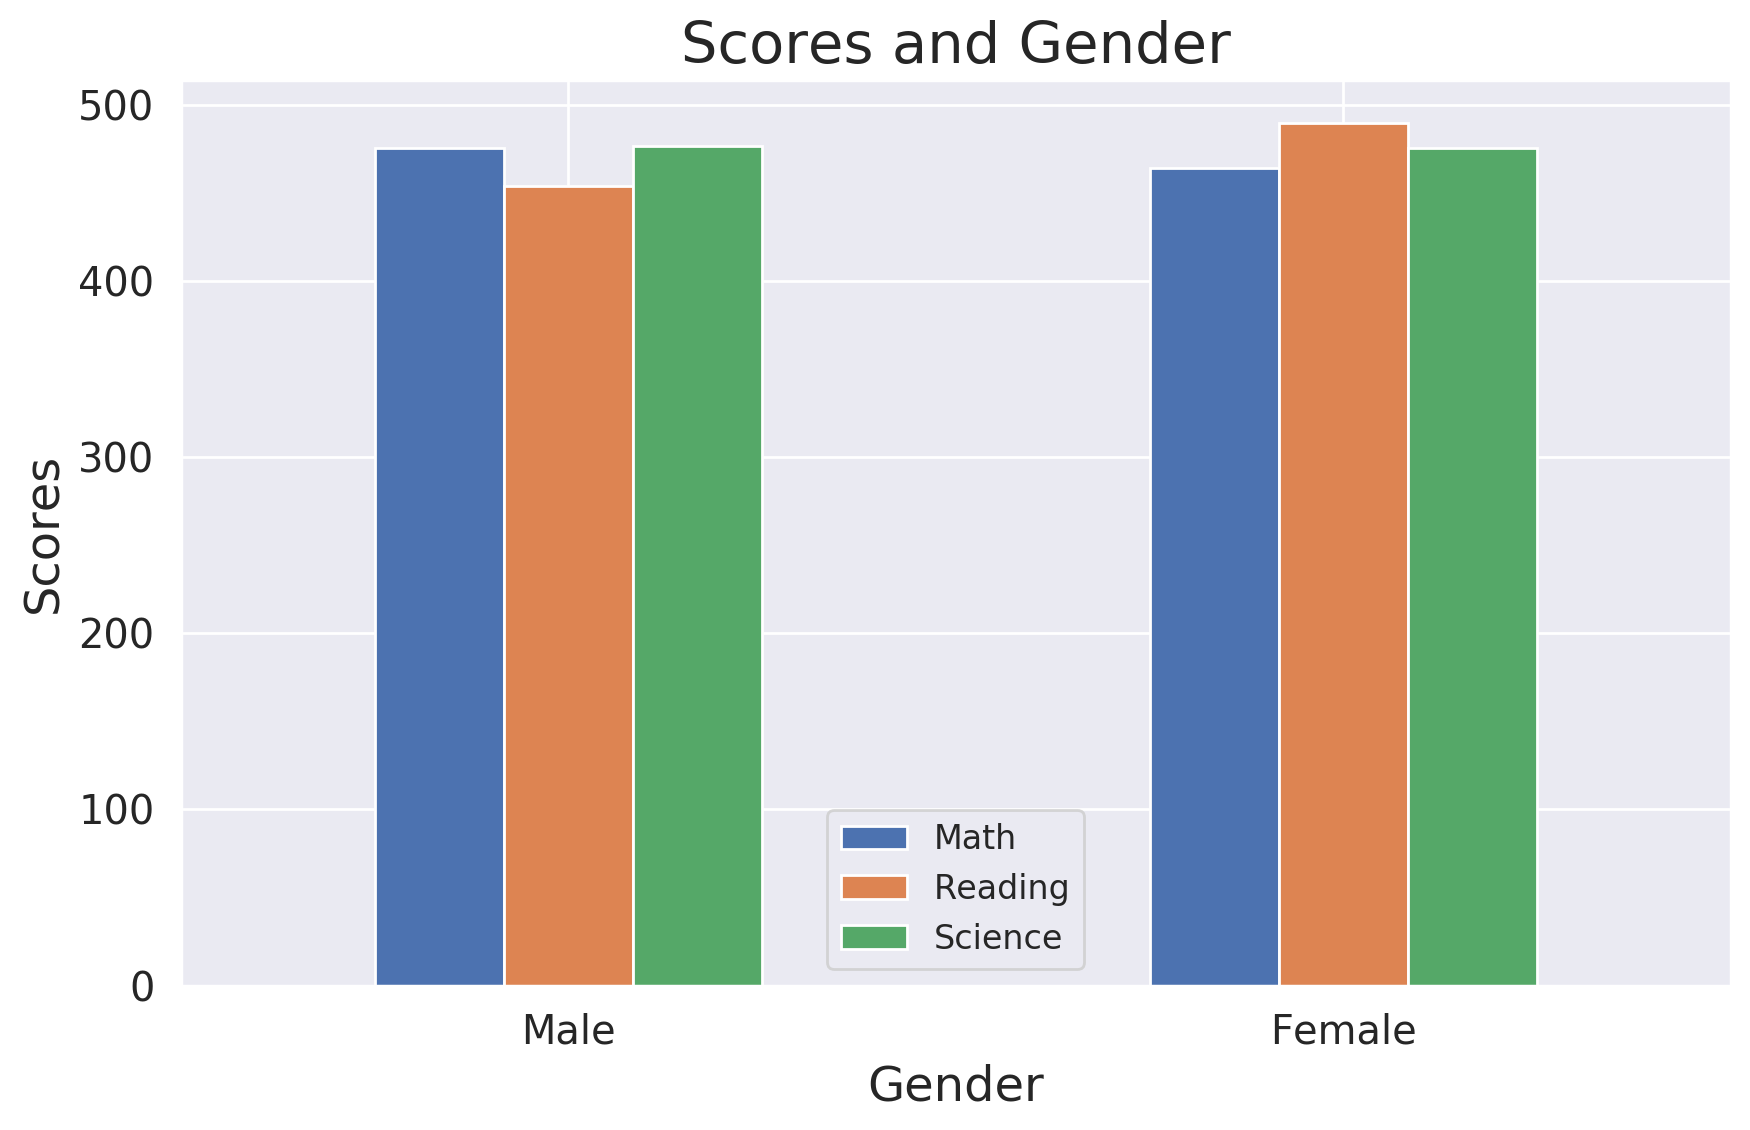 Scores and Gender
500
400
300
200
100
0
Scores
Math
Reading
Science
Male
Female
Gender